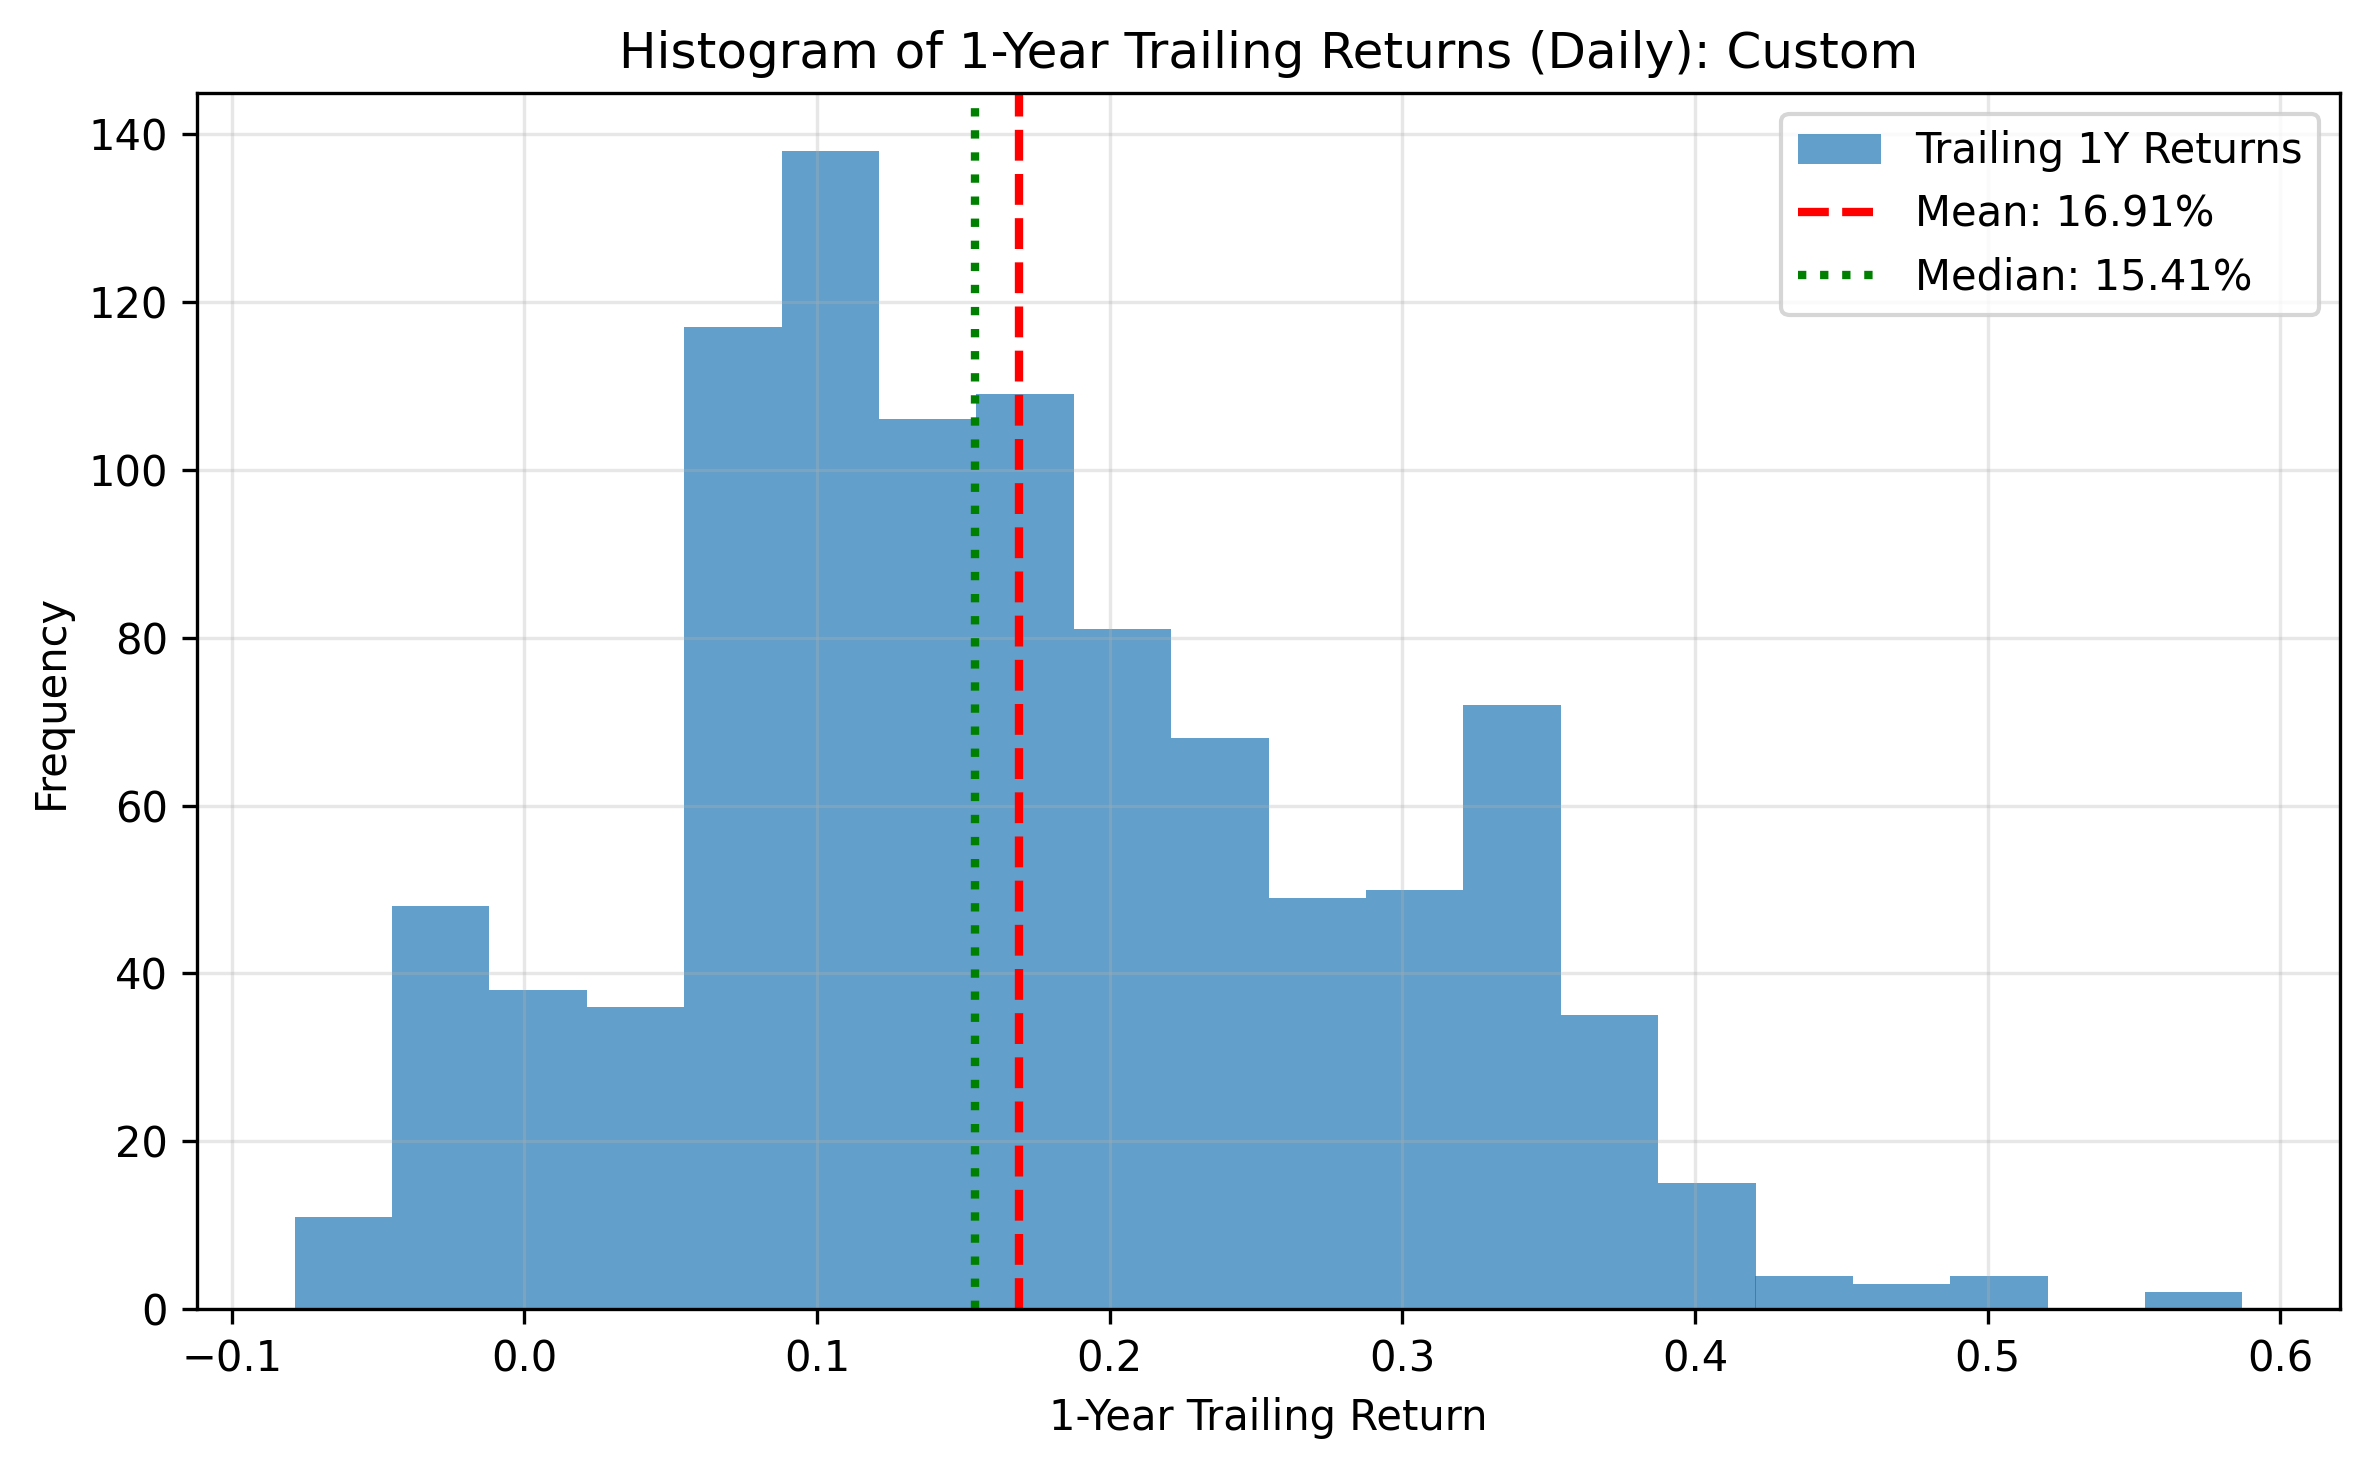 Histogram of 1-Year Trailing Returns (Daily): Custom
Trailing 1Y Returns
Mean: 16.91%
Median: 15.41%
Frequency
140
120
100
80
60
40
20
0
−0.1 0.0 0.1 0.2 0.3 0.4 0.5 0.6
1-Year Trailing Return